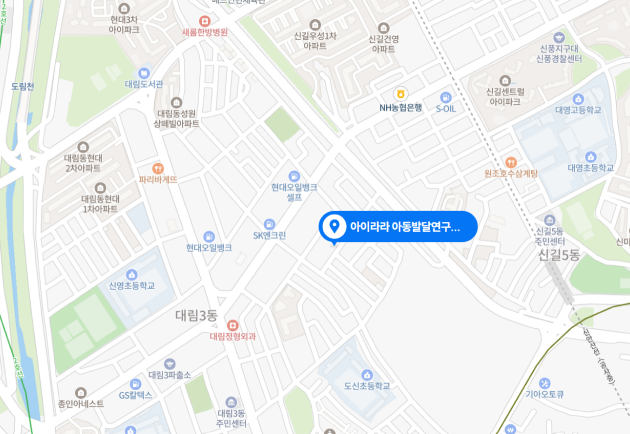 현대3차
아이파크
새롬한방병원
신길우성1차
아파트
신길건영
아파트
신풍지구대
신풍경찰센터
도림천
대림도서관
신길센트럴
아이파크
NH농협은행
S-OIL
대영고등학교
대림동성원
상떼빌아파트
대림동현대
2차아파트
파리바게뜨
원조호수삼계탕
대영초등학교
현대오일뱅크
셀프
대림동현대
1차아파트
아이라라 아동발달연구...
SK엔크린
현대오일뱅크
신길5동
주민센터
신길5동
신미
신영초등학교
대림3동
대림정형외과
대림3파출소
도신초등학교
GS칼텍스
종인아네스트
기아오토큐
대림3동
주민센터
2호선